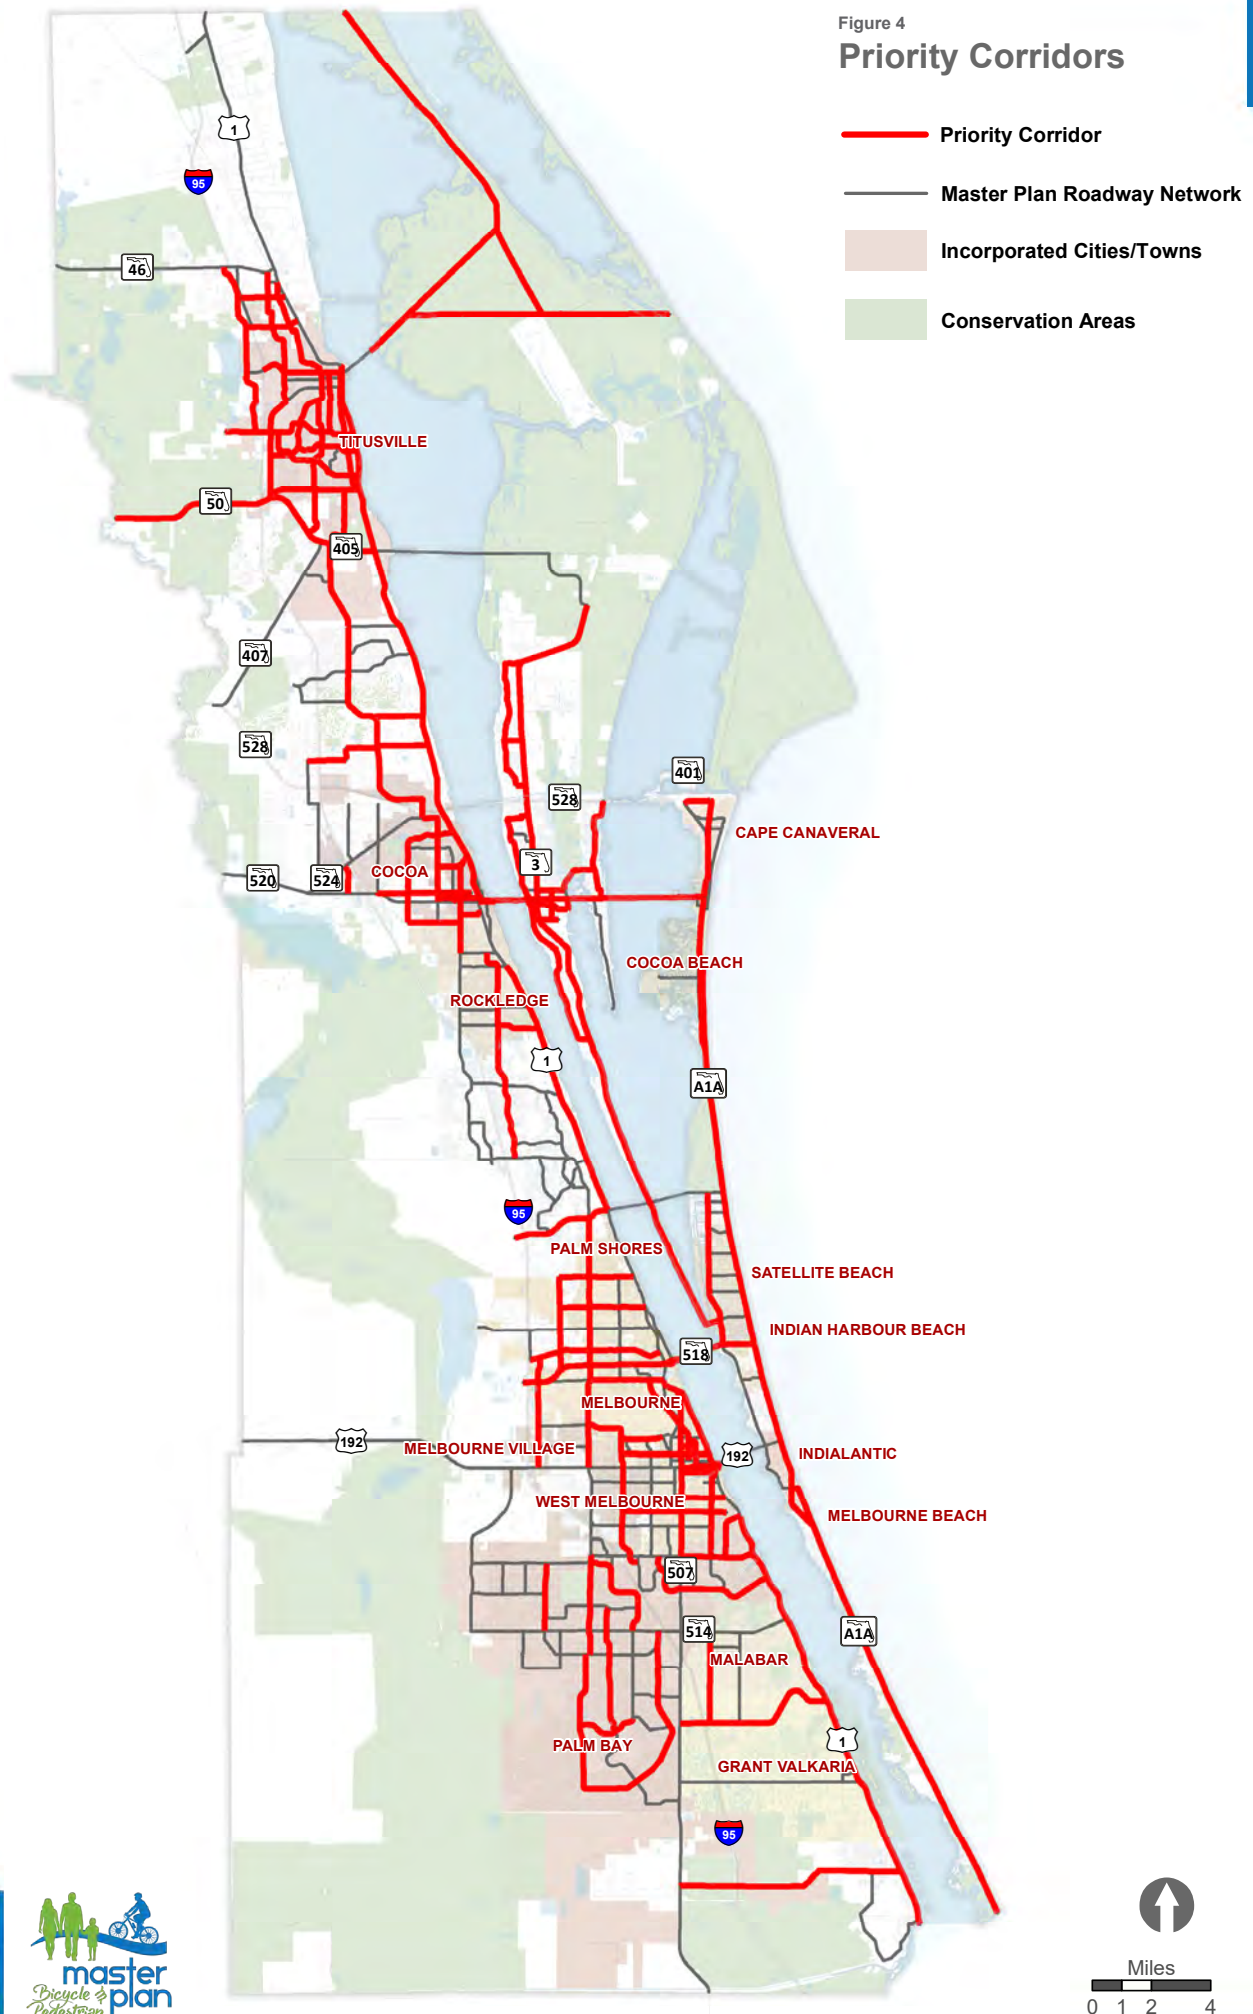 Figure 4
Priority Corridors
Priority Corridor
Master Plan Roadway Network
Incorporated Cities/Towns
Conservation Areas
1
95
46
TITUSVILLE
50
405
407
528
401
528
CAPE CANAVERAL
3
520
524
COCOA
COCOA BEACH
ROCKLEDGE
1
A1A
95
PALM SHORES
SATELLITE BEACH
INDIAN HARBOUR BEACH
518
MELBOURNE
192
MELBOURNE VILLAGE
192
INDIALANTIC
WEST MELBOURNE
MELBOURNE BEACH
507
514
A1A
MALABAR
1
PALM BAY
GRANT VALKARIA
95
master
Bicycle &
plan
Pedestrian
Miles
0 1 2 4